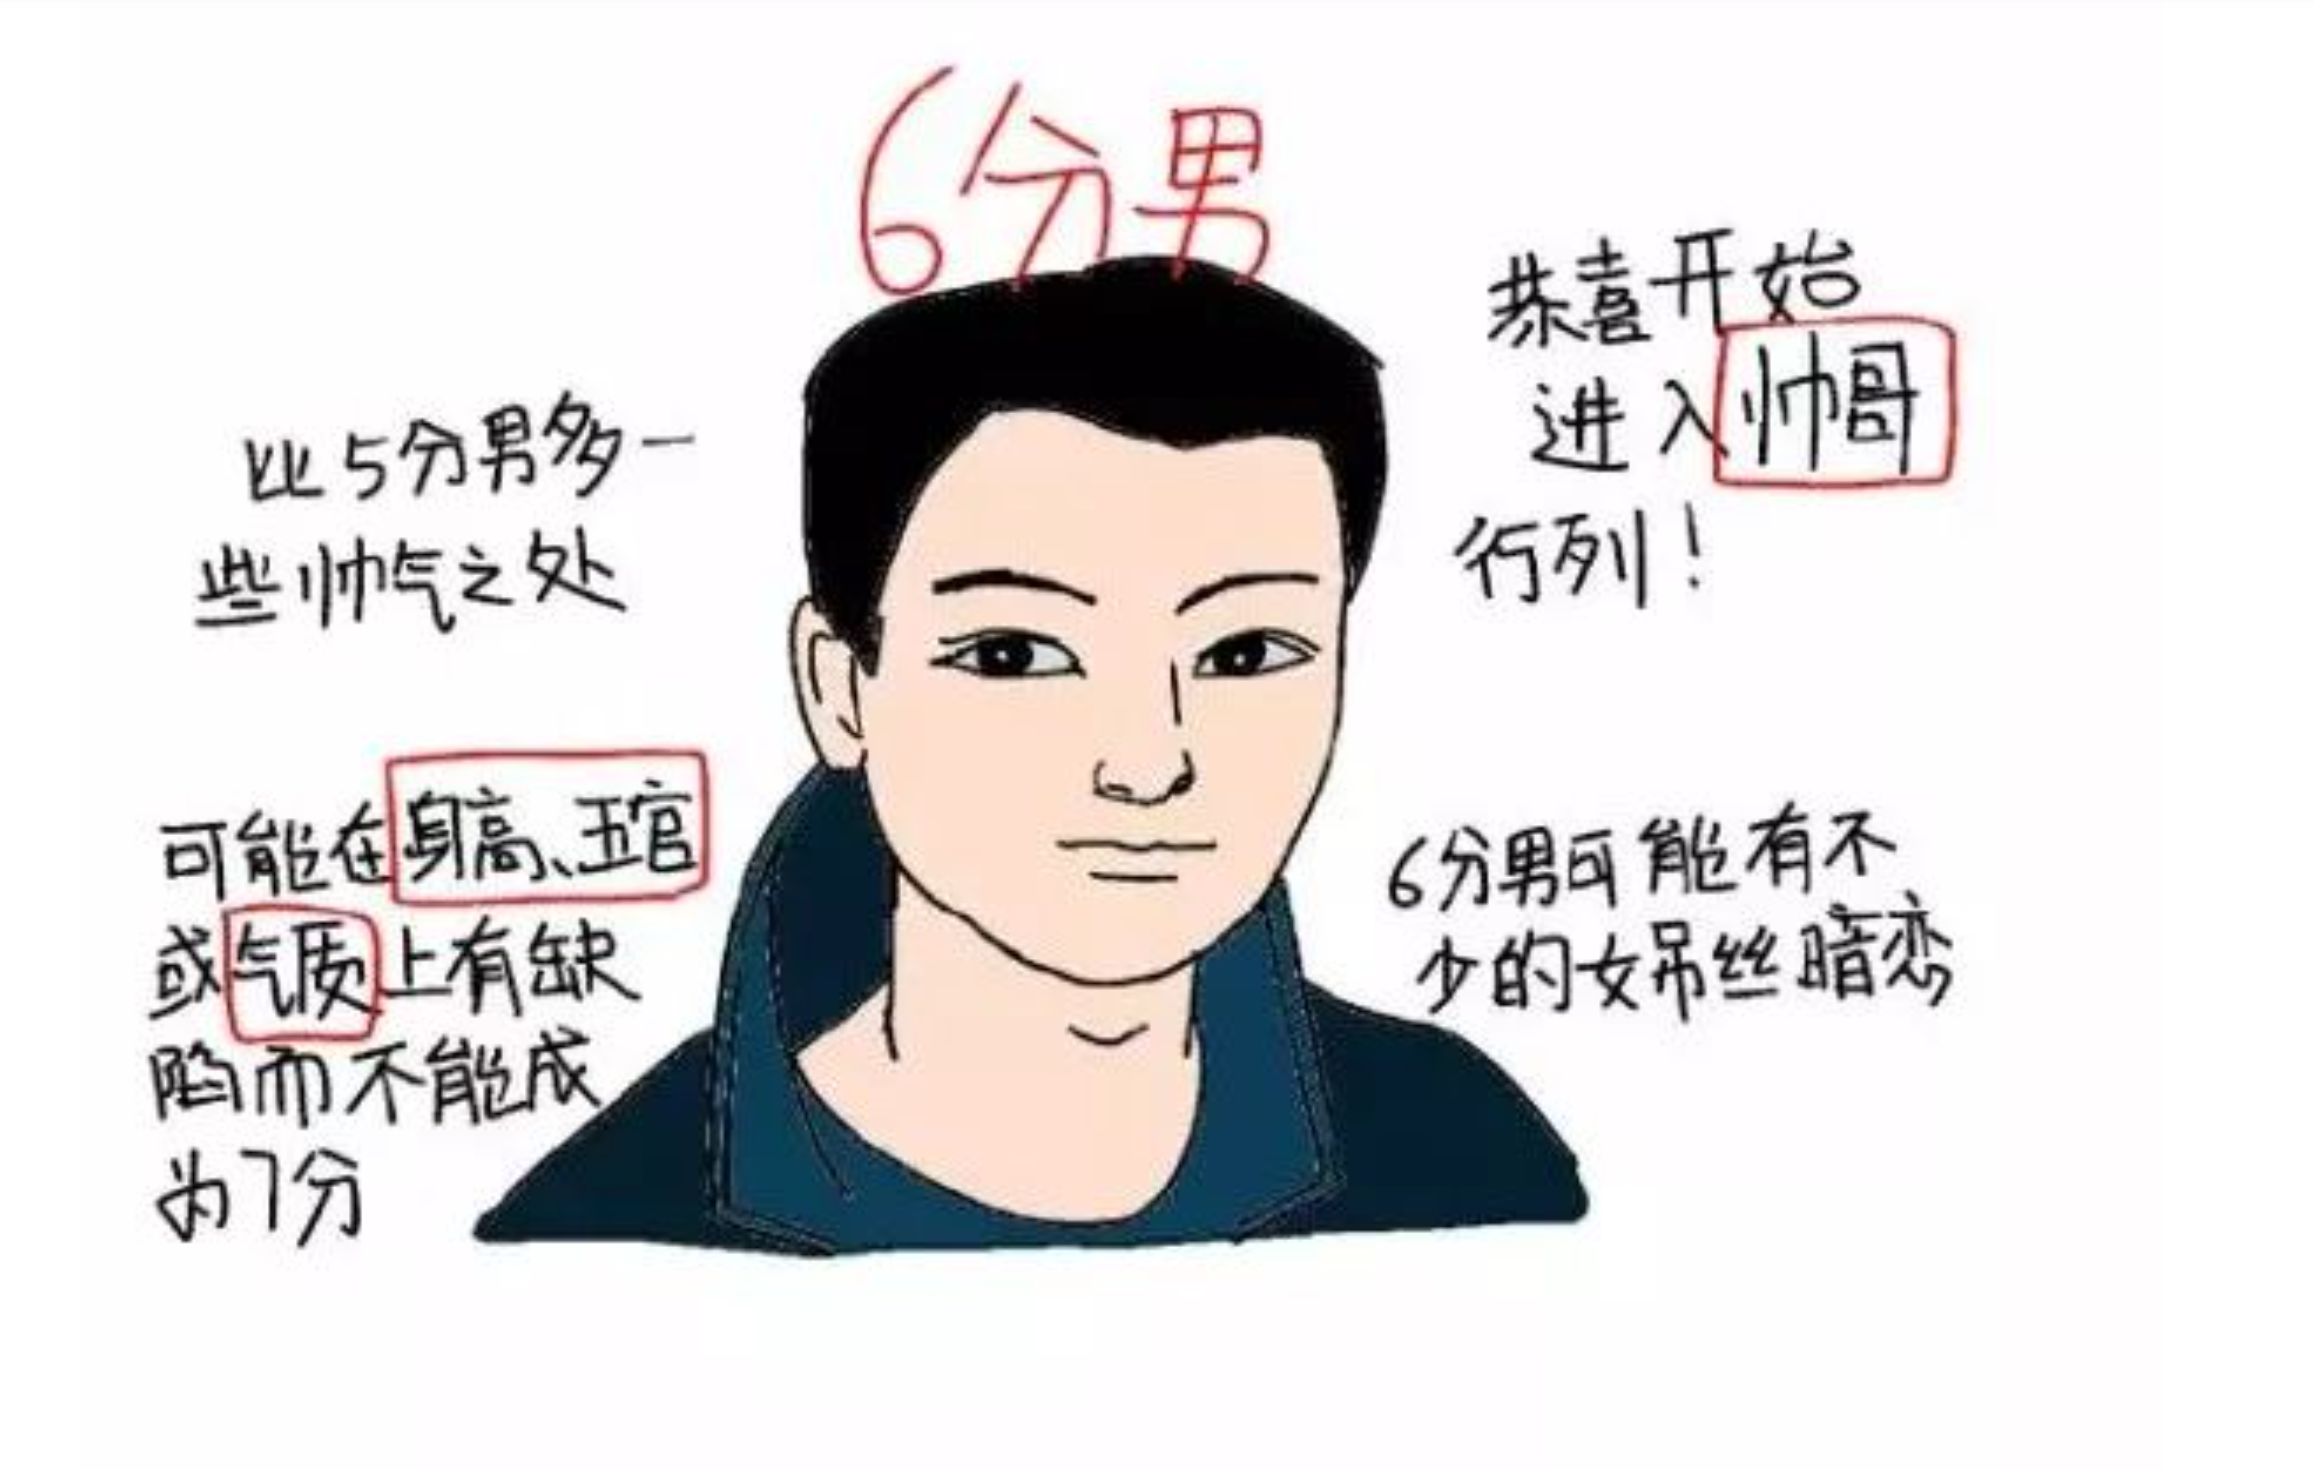 6分男
比5分男多一
些帅气之处
可能在身高、五官
或气质上有缺
陷而不能成
为7分
恭喜开始
进入帅哥
行列！
6分男可能有不
少的女吊丝暗恋